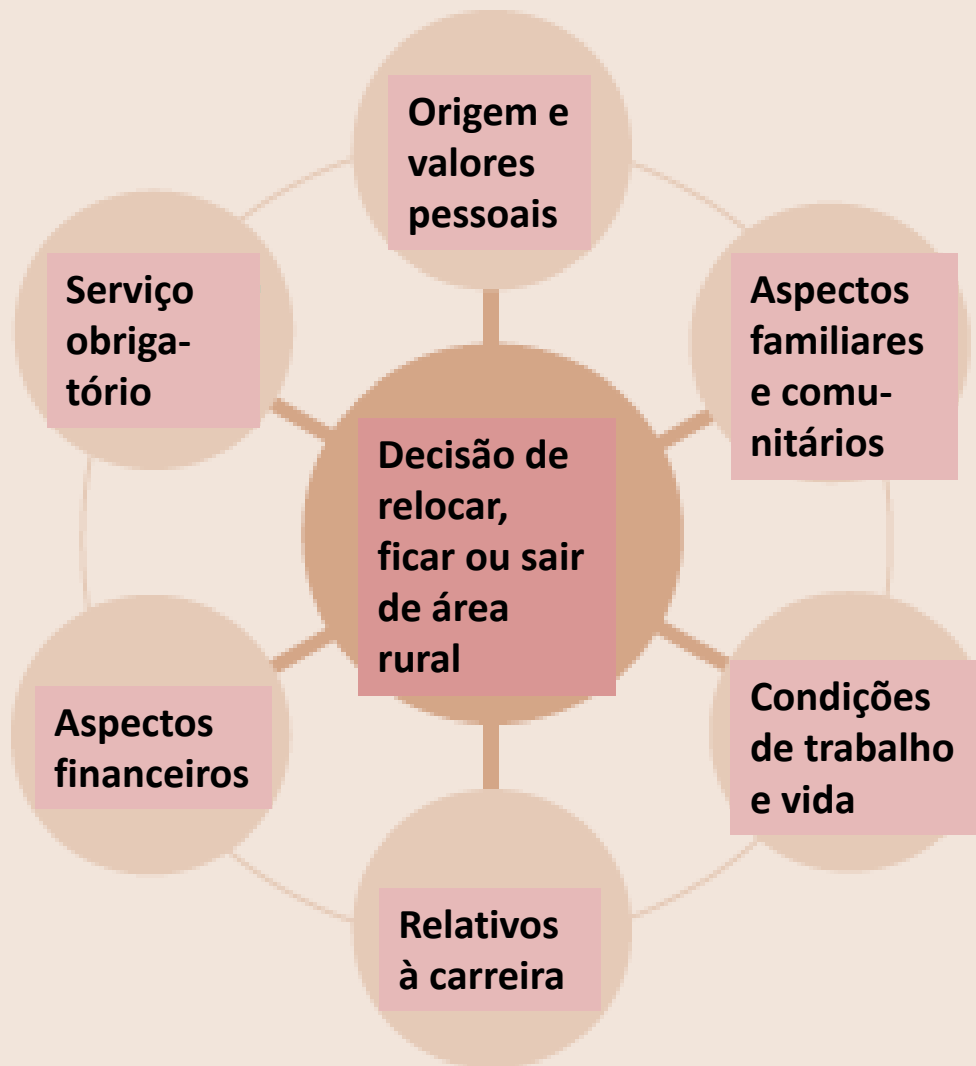 Origem e
valores
pessoais
Aspectos
familiares
e comu-
nitários
Condições
de trabalho
e vida
Relativos
à carreira
Aspectos
financeiros
Serviço
obriga-
tório
Decisão de
relocar,
ficar ou sair
de área
rural